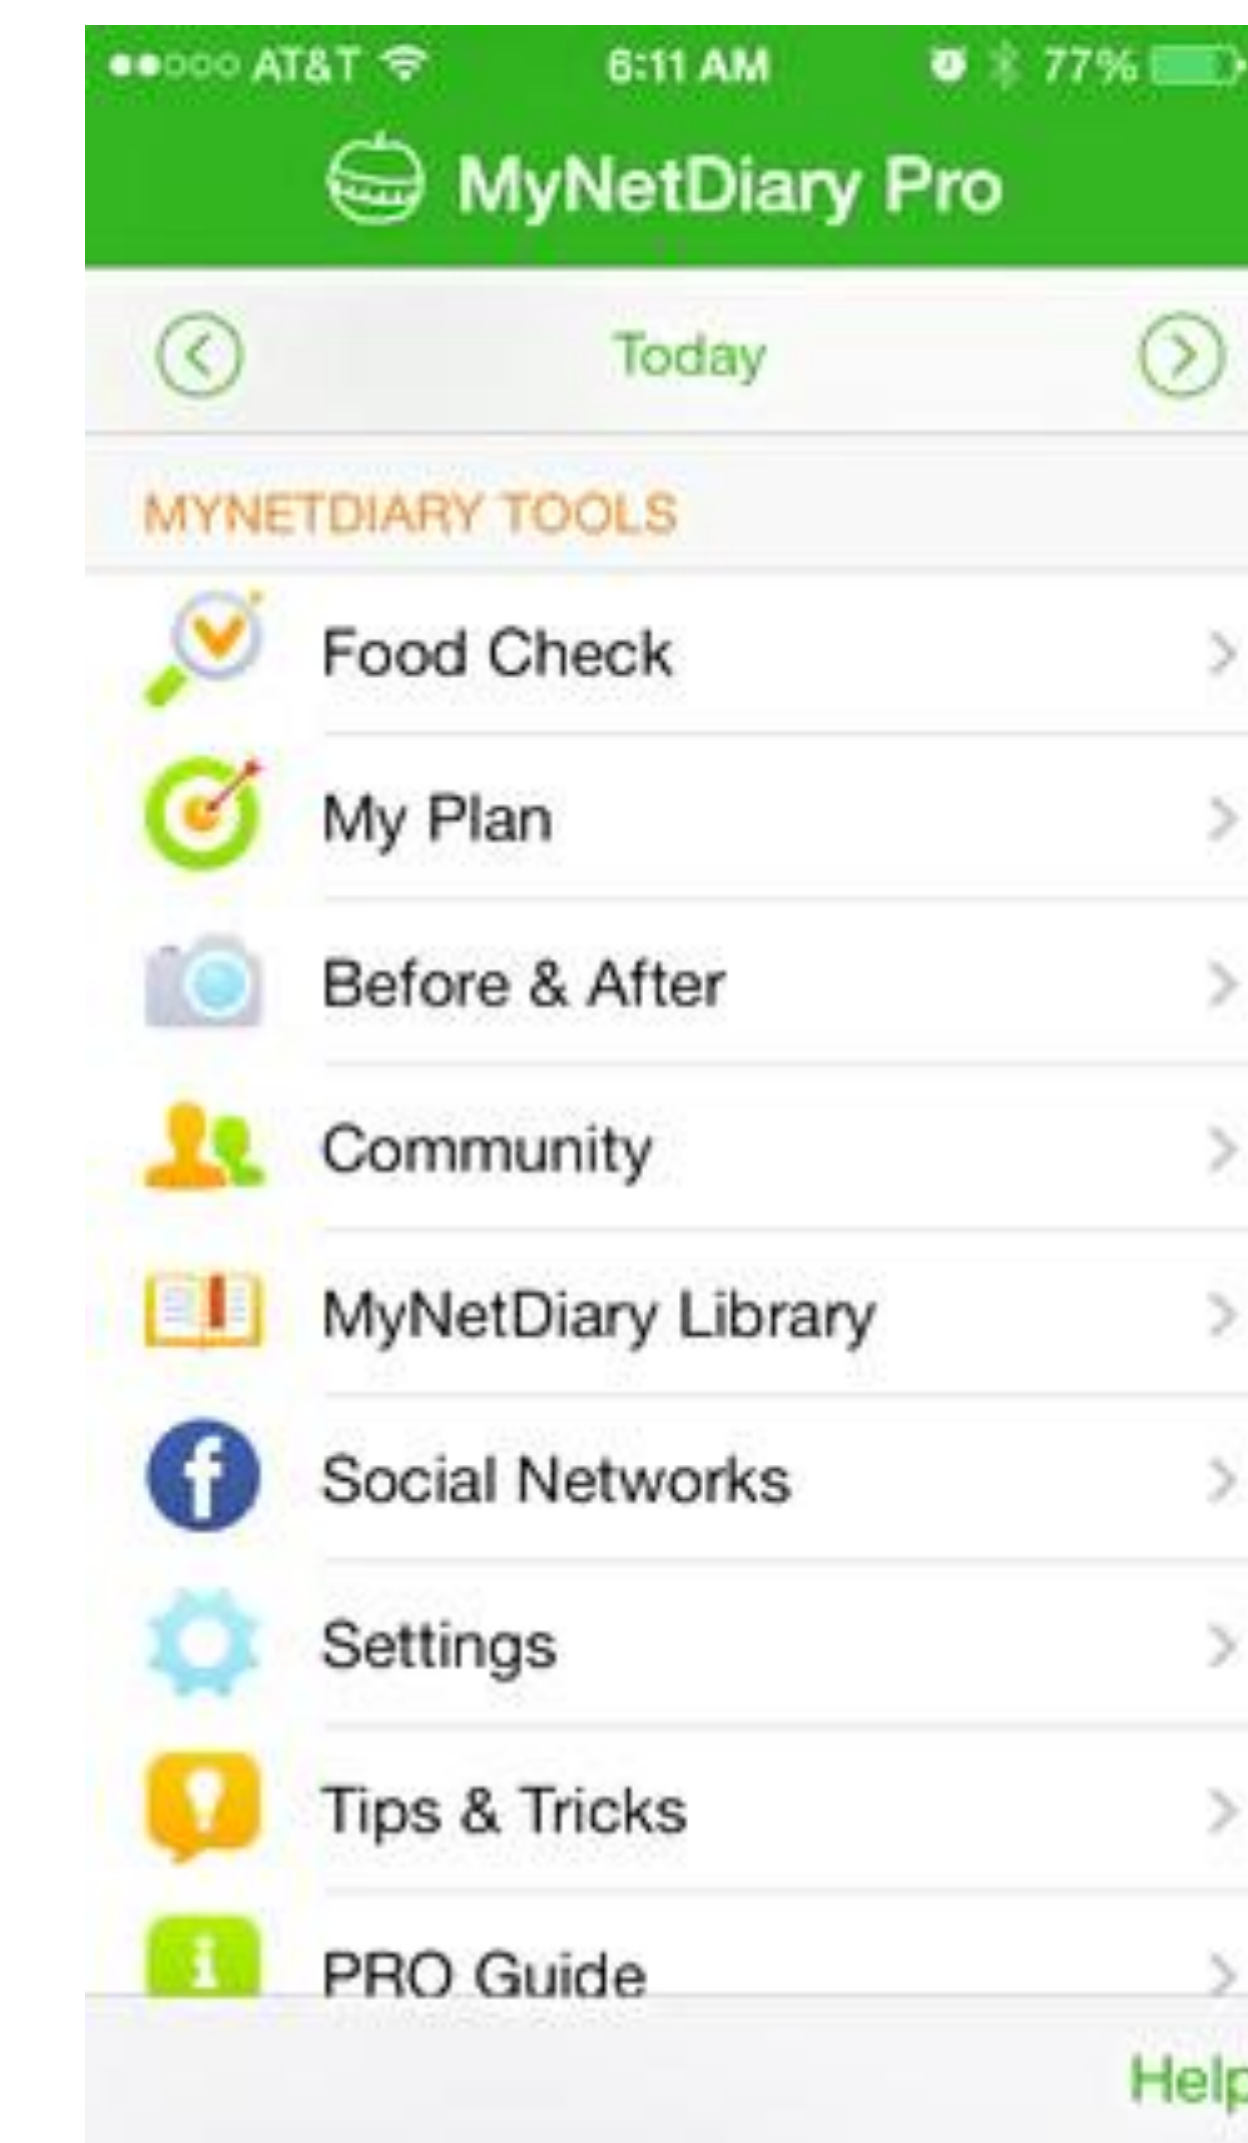 AT&T 6:11 AM 77%
MyNetDiary Pro
Today
MYNETDIARY TOOLS
Food Check
My Plan
Before & After
Community
MyNetDiary Library
Social Networks
Settings
Tips & Tricks
PRO Guide
Help